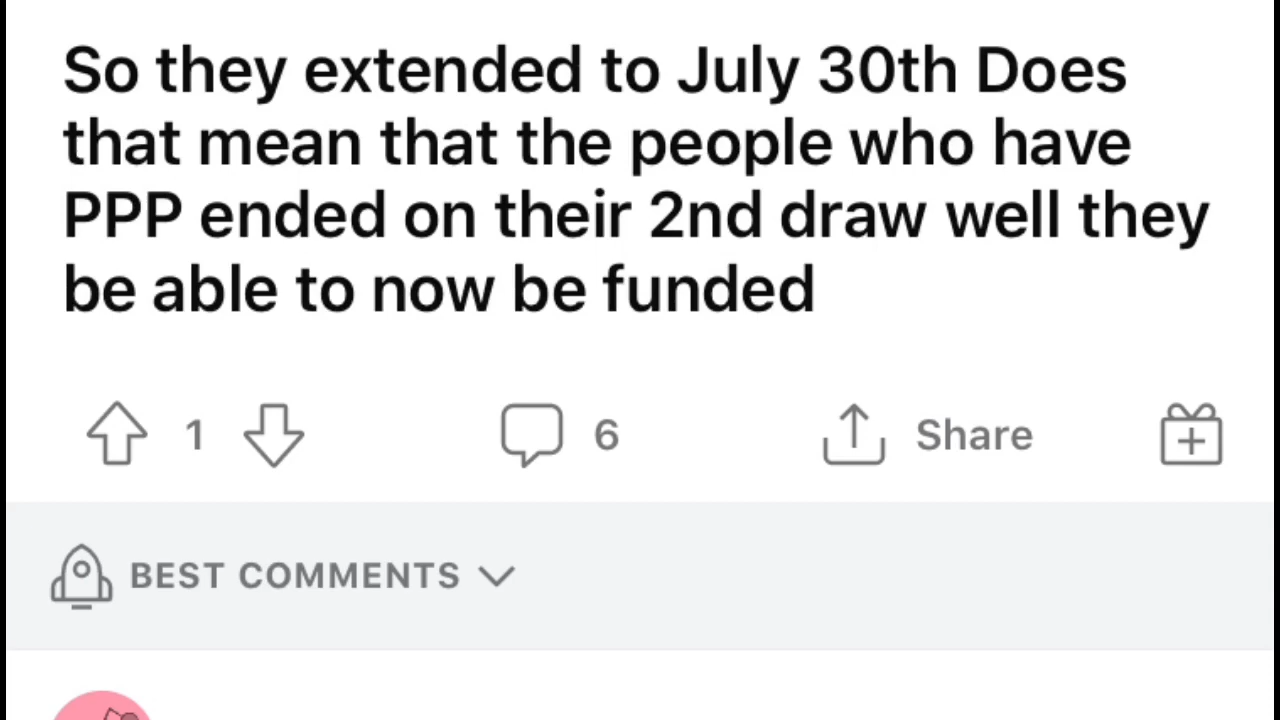 So they extended to July 30th Does
that mean that the people who have
PPP ended on their 2nd draw well they
be able to now be funded
1 6 Share
BEST COMMENTS